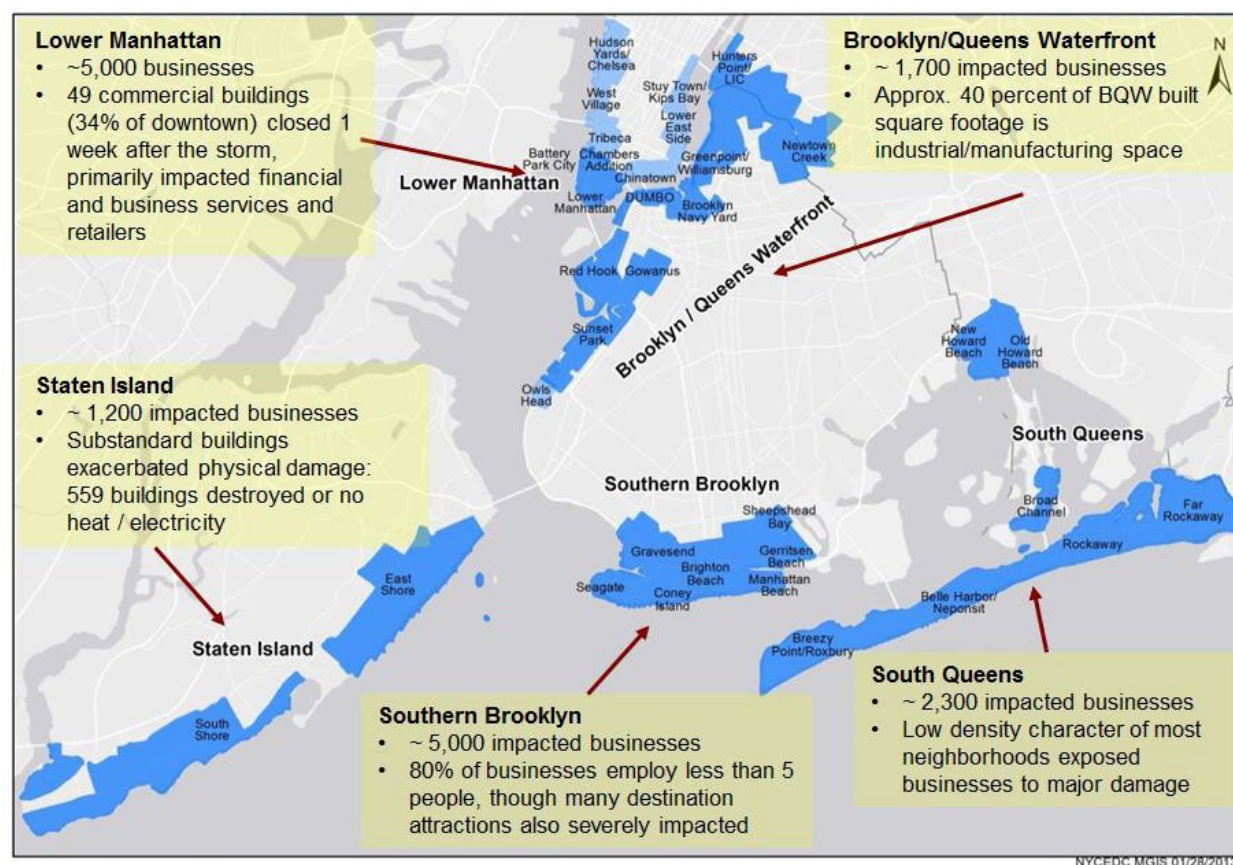 Lower Manhattan
• ~5,000 businesses
• 49 commercial buildings
(34% of downtown) closed 1
week after the storm,
primarily impacted financial
and business services and
retailers
Brooklyn/Queens Waterfront
• ~ 1,700 impacted businesses
• Approx. 40 percent of BQW built
square footage is
industrial/manufacturing space
N
Hudson
Yards/
Chelsea
West
Village
Stuy Town/
Kips Bay
Lower
East
Side
Hunters
Point/
LIC
Tribeca
Battery
Park City
Chambers
Addition
Chinatown
Greenpoint/
Williamsburg
Newtown
Creek
Lower Manhattan
Lower
Manhattan
DUMBO
Brooklyn
Navy Yard
Red Hook
Gowanus
Sunset
Park
Owls
Head
Brooklyn / Queens Waterfront
New
Howard
Beach
Old
Howard
Beach
Staten Island
• ~ 1,200 impacted businesses
• Substandard buildings
exacerbated physical damage:
559 buildings destroyed or no
heat / electricity
South Queens
Broad
Channel
Far
Rockaway
Rockaway
Belle Harbor/
Neponsit
Breezy
Point/Roxbury
Southern Brooklyn
Sheepshead
Bay
Gravesend
Brighton
Beach
Gerritsen
Beach
Seagate
Coney
Island
Manhattan
Beach
East
Shore
Staten Island
South
Shore
Southern Brooklyn
• ~ 5,000 impacted businesses
• 80% of businesses employ less than 5
people, though many destination
attractions also severely impacted
South Queens
• ~ 2,300 impacted businesses
• Low density character of most
neighborhoods exposed
businesses to major damage
NYCEDC MGIS